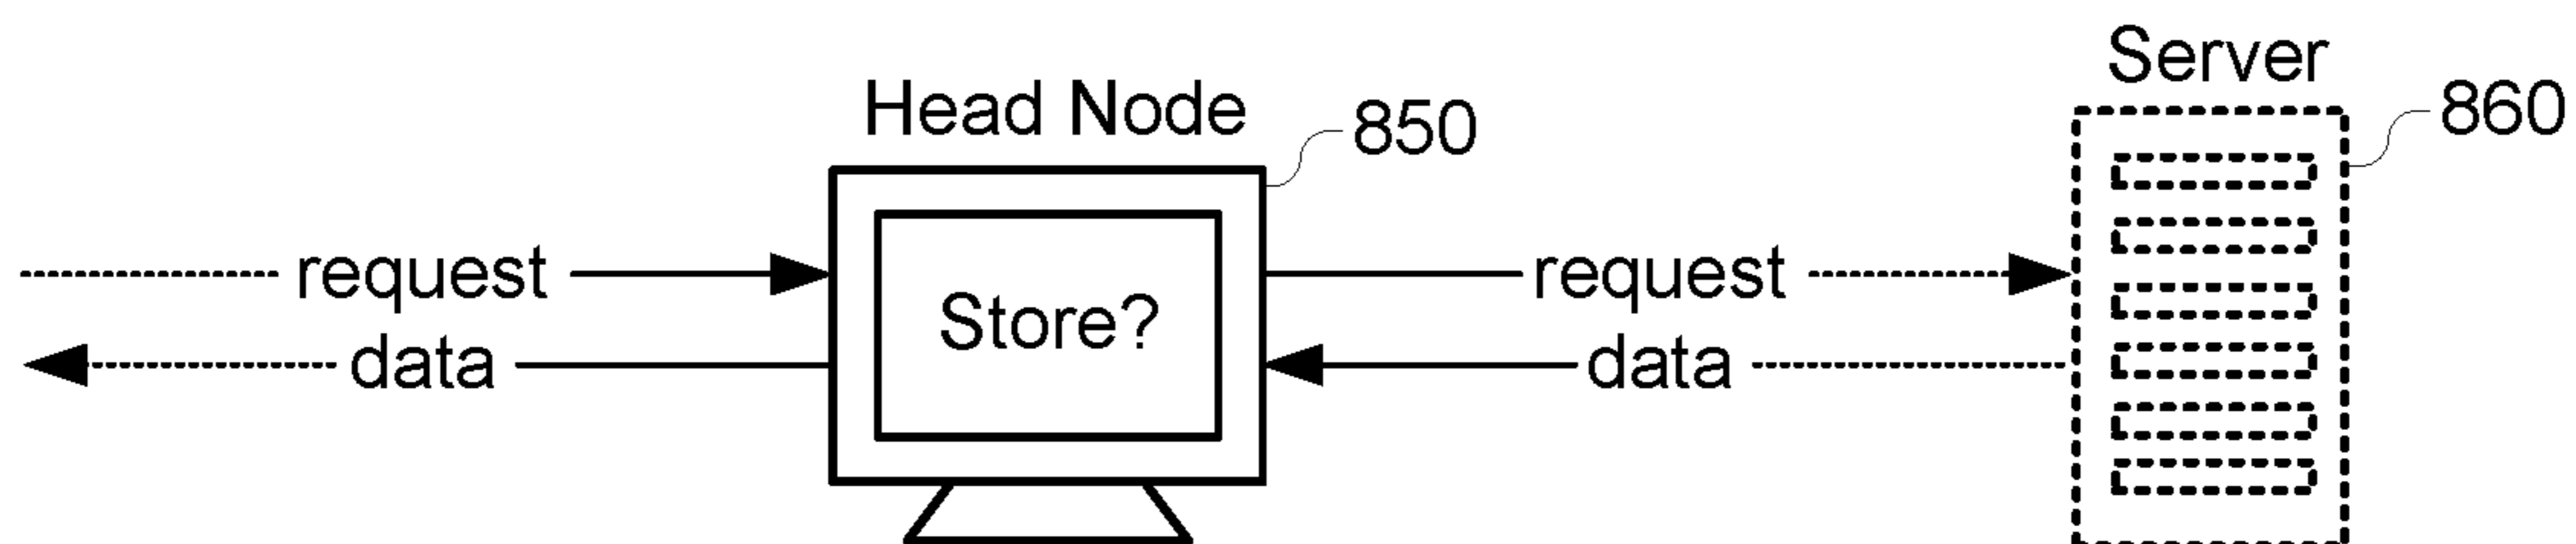 Server
860
Head Node
850
request
request
Store?
data
data